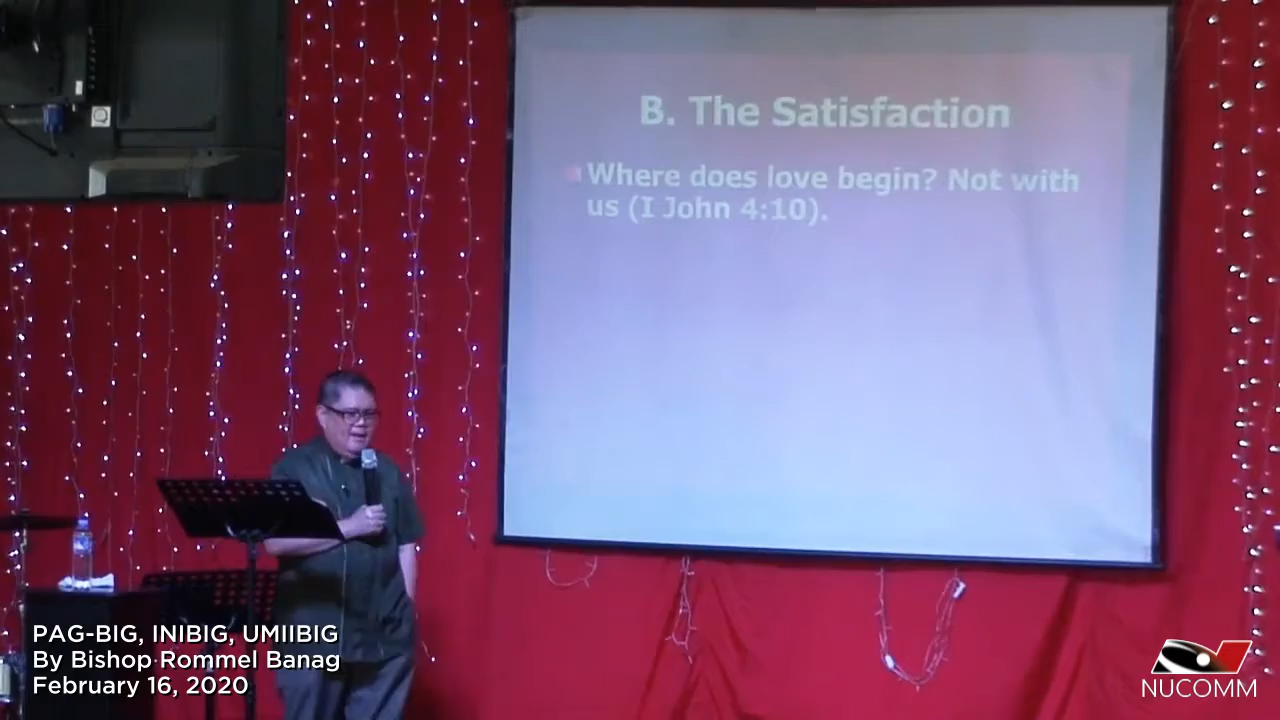 B. The Satisfaction
Where does love begin? Not with
us (I John 4:10).
PAG-BIG, INIBIG, UMIIBIG
By Bishop Rommel Banag
February 16, 2020
NUCOMM